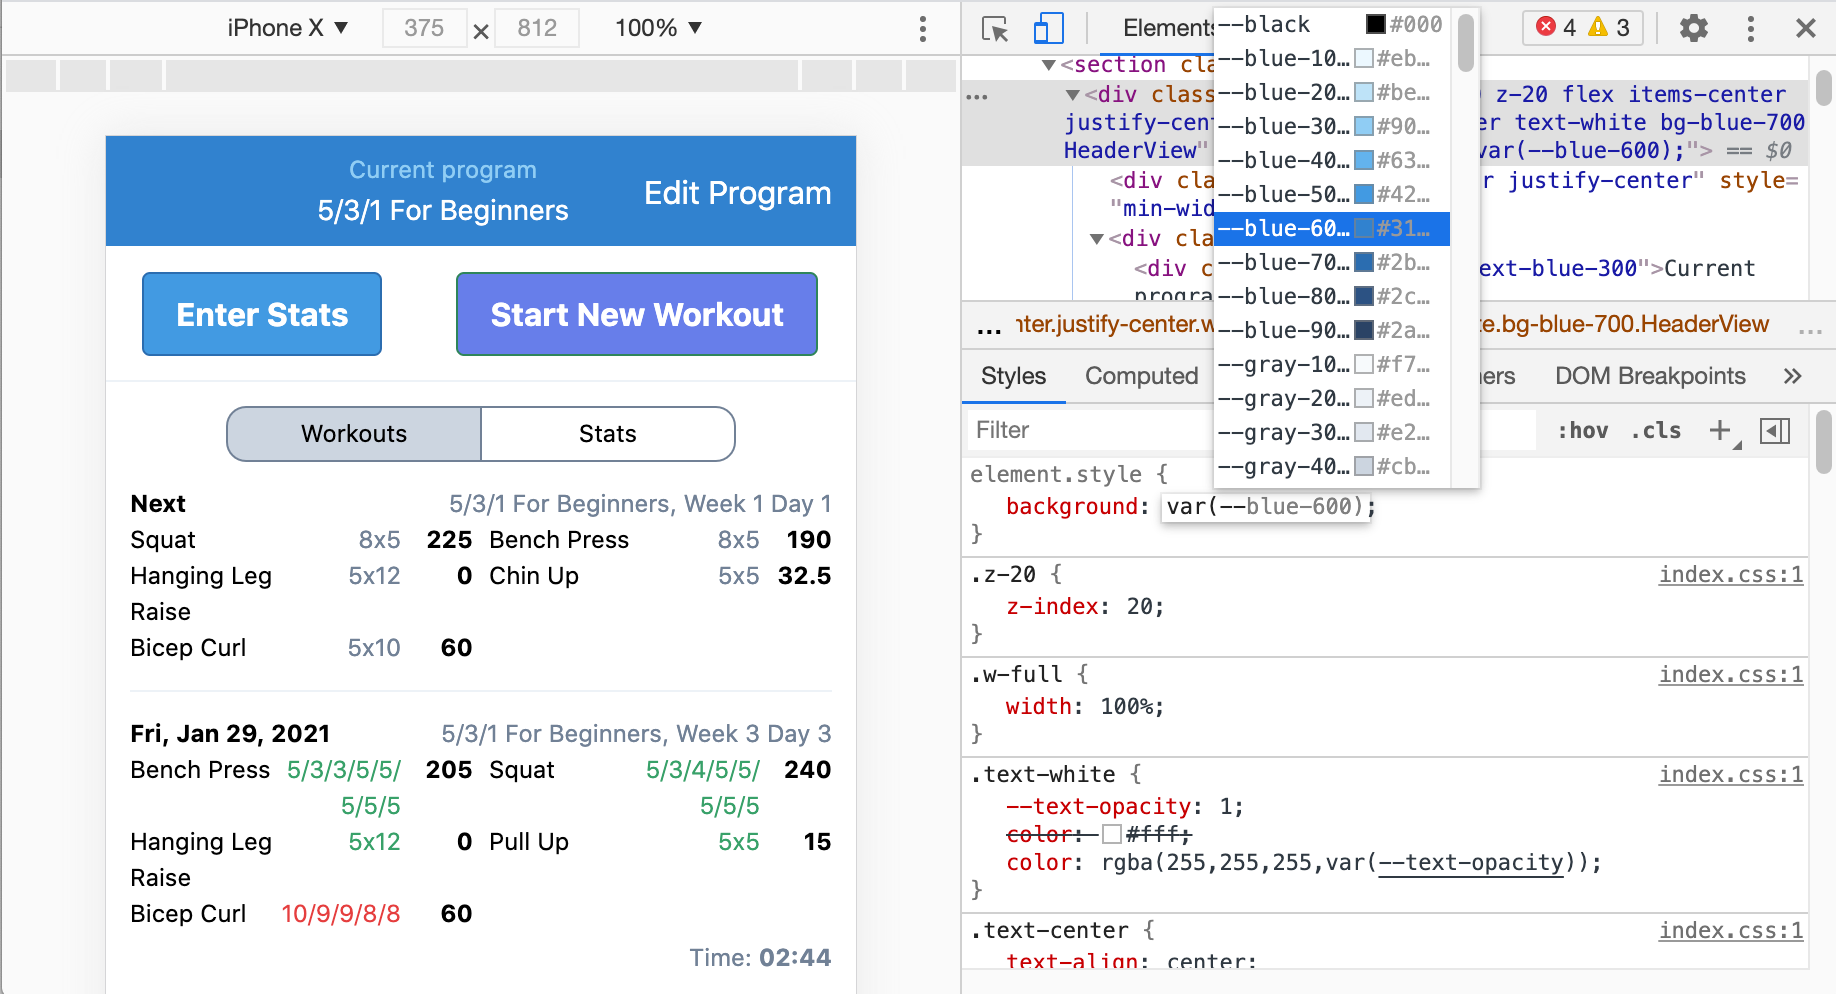 iPhone X ▼ 375 × 812 100% ▼
Current program
5/3/1 For Beginners
Edit Program
Enter Stats
Start New Workout
Workouts
Stats
Next 5/3/1 For Beginners, Week 1 Day 1
Squat 8x5 225 Bench Press 8x5 190
Hanging Leg 5x12 0 Chin Up 5x5 32.5
Raise
Bicep Curl 5x10 60
Fri, Jan 29, 2021 5/3/1 For Beginners, Week 3 Day 3
Bench Press 5/3/3/5/5/ 205 Squat 5/3/4/5/5/ 240
5/5/5 5/5/5
Hanging Leg 5x12 0 Pull Up 5x5 15
Raise
Bicep Curl 10/9/9/8/8 60
Time: 02:44
Elements 4 3
▼<section cla
… ▼<div class z-20 flex items-center
justify-cent er text-white bg-blue-700
HeaderView" var(--blue-600);"> == $0
<div cla r justify-center" style=
"min-wid
▼<div cla
<div c ext-blue-300">Current
progra
--black #000
--blue-10… #eb…
--blue-20… #be…
--blue-30… #90…
--blue-40… #63…
--blue-50… #42…
--blue-60… #31…
--blue-70… #2b…
--blue-80… #2c…
--blue-90… #2a…
--gray-10… #f7…
--gray-20… #ed…
--gray-30… #e2…
--gray-40… #cb…
… nter.justify-center.w te.bg-blue-700.HeaderView …
Styles Computed ners DOM Breakpoints »
Filter :hov .cls +
element.style {
background: var(--blue-600);
}
.z-20 { index.css:1
z-index: 20;
}
.w-full { index.css:1
width: 100%;
}
.text-white { index.css:1
--text-opacity: 1;
color: #fff;
color: rgba(255,255,255,var(--text-opacity));
}
.text-center { index.css:1
text-align: center;